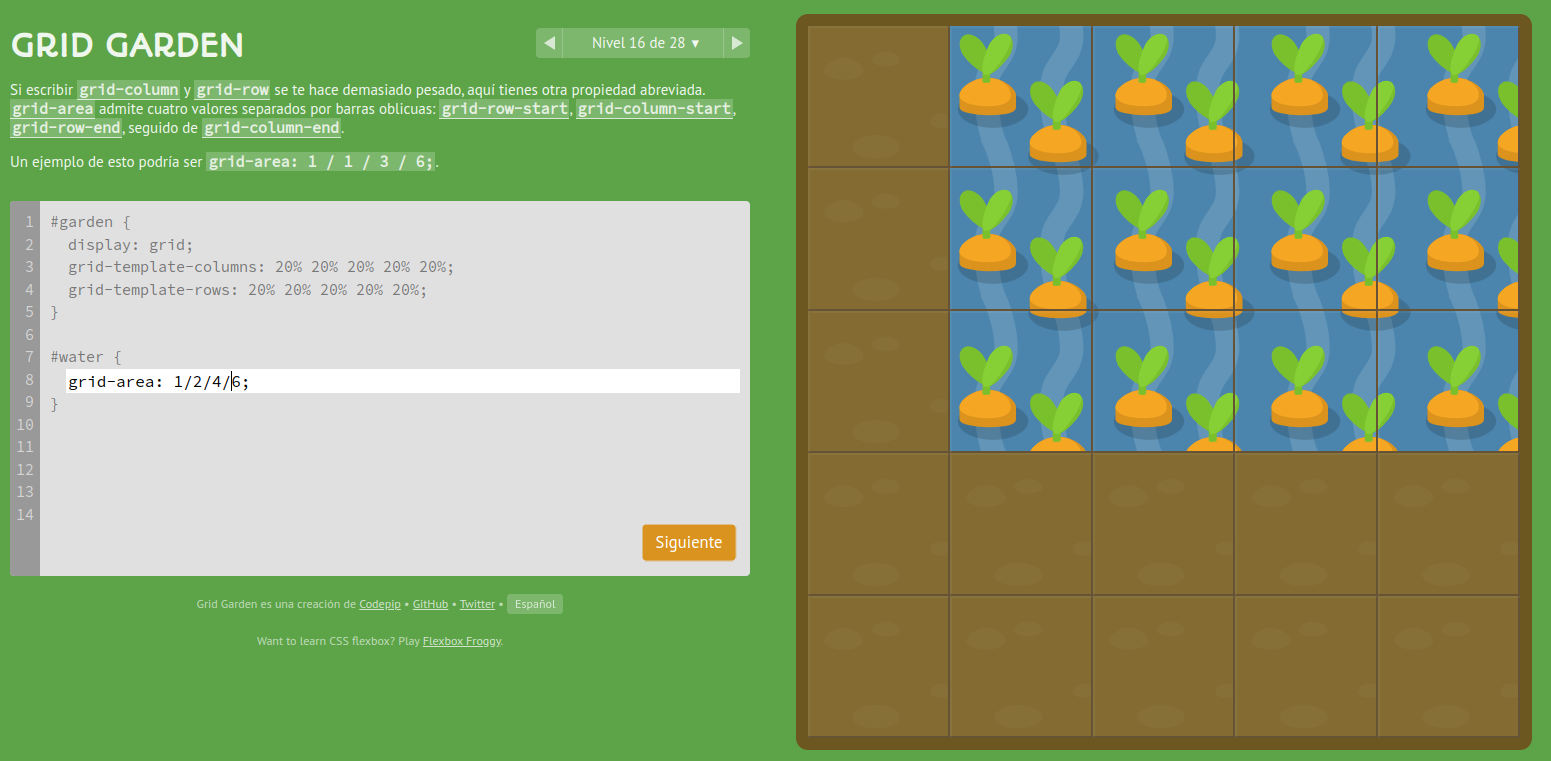 GRID GARDEN
◀ Nivel 16 de 28 ▾ ▶
Si escribir grid-column y grid-row se te hace demasiado pesado, aquí tienes otra propiedad abreviada.
grid-area admite cuatro valores separados por barras oblicuas: grid-row-start, grid-column-start,
grid-row-end, seguido de grid-column-end.
Un ejemplo de esto podría ser grid-area: 1 / 1 / 3 / 6;.
1 #garden {
2 display: grid;
3 grid-template-columns: 20% 20% 20% 20% 20%;
4 grid-template-rows: 20% 20% 20% 20% 20%;
5 }
6
7 #water {
8 grid-area: 1/2/4/6;
9 }
10
11
12
13
14
Siguiente
Grid Garden es una creación de Codepip • GitHub • Twitter • Español
Want to learn CSS flexbox? Play Flexbox Froggy.